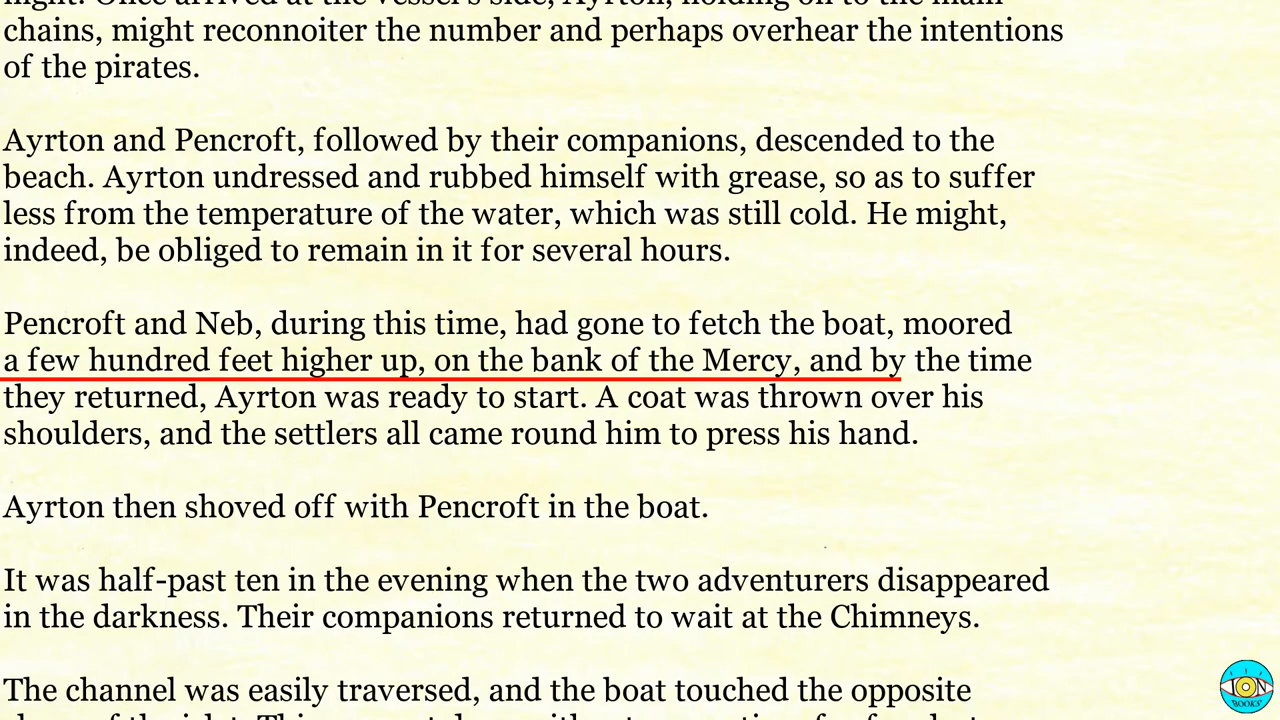 chains, might reconnoiter the number and perhaps overhear the intentions
of the pirates.
Ayrton and Pencroft, followed by their companions, descended to the
beach. Ayrton undressed and rubbed himself with grease, so as to suffer
less from the temperature of the water, which was still cold. He might,
indeed, be obliged to remain in it for several hours.
Pencroft and Neb, during this time, had gone to fetch the boat, moored
a few hundred feet higher up, on the bank of the Mercy, and by the time
they returned, Ayrton was ready to start. A coat was thrown over his
shoulders, and the settlers all came round him to press his hand.
Ayrton then shoved off with Pencroft in the boat.
It was half-past ten in the evening when the two adventurers disappeared
in the darkness. Their companions returned to wait at the Chimneys.
The channel was easily traversed, and the boat touched the opposite
ION
BOOKS